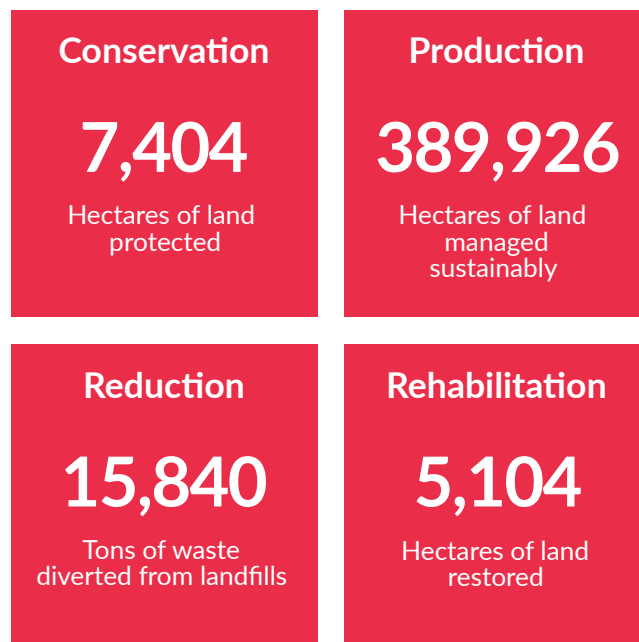 Conservation
7,404
Hectares of land
protected
Production
389,926
Hectares of land
managed
sustainably
Reduction
15,840
Tons of waste
diverted from landfills
Rehabilitation
5,104
Hectares of land
restored